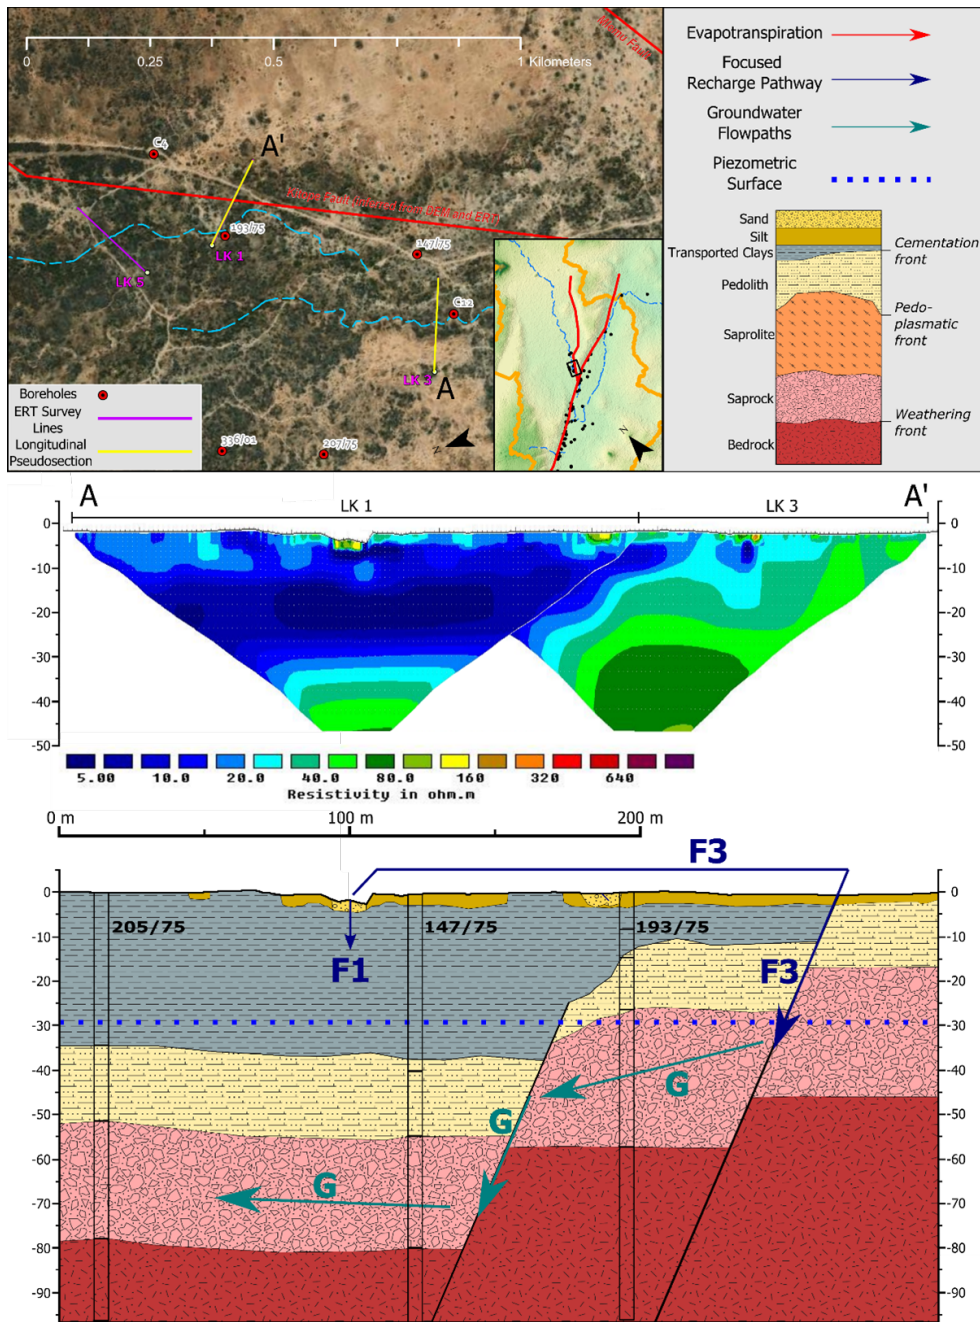 0
0.25
0.5
1 Kilometers
Nkond Fault
C4
A'
Klippa Fault (Inferred from DEM and ERT)
193/75
LK 1
147/75
LK 5
C12
LK 3
A
Boreholes
ERT Survey
Lines
Longitudinal
Pseudosection
336/01
207/75
N
N
Evapotranspiration
Focused
Recharge Pathway
Groundwater
Flowpaths
Piezometric
Surface
Sand
Silt
Transported Clays
Pedolith
Saprolite
Saprock
Bedrock
Cementation
front
Pedo-
plasmatic
front
Weathering
front
A
LK 1
LK 3
A'
0
-10
-20
-30
-40
-50
0
-10
-20
-30
-40
-50
5.00 10.0 20.0 40.0 80.0 160 320 640
Resistivity in ohm.m
0 m
100 m
200 m
F3
0
-10
-20
-30
-40
-50
-60
-70
-80
-90
205/75
F1
147/75
193/75
F3
G
G
G
0
-10
-20
-30
-40
-50
-60
-70
-80
-90